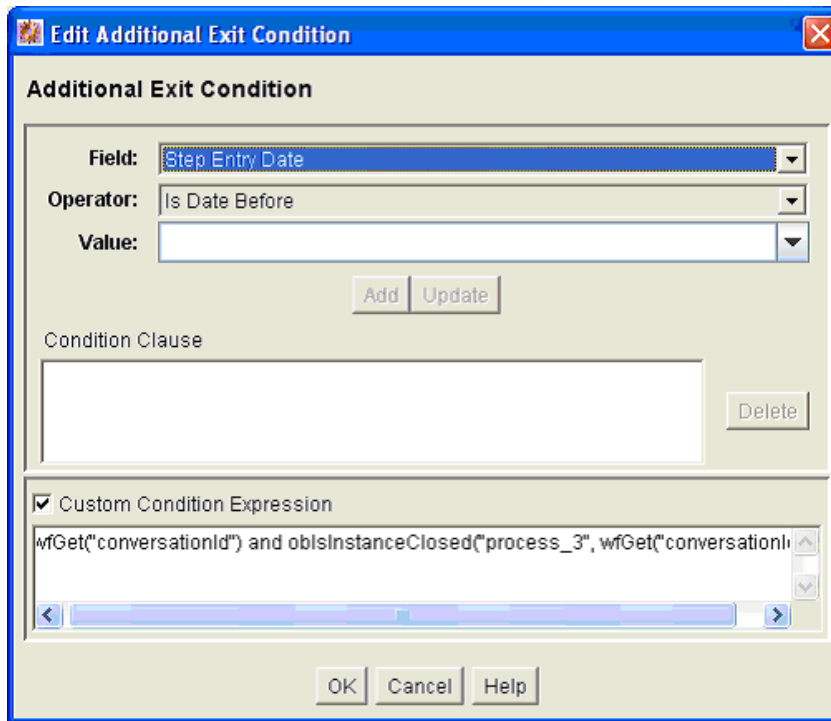 Edit Additional Exit Condition
Additional Exit Condition
Field: Step Entry Date
Operator: Is Date Before
Value:
Add Update
Condition Clause
Delete
Custom Condition Expression
wfGet("conversationId") and obIsInstanceClosed("process_3", wfGet("conversationI
OK Cancel Help